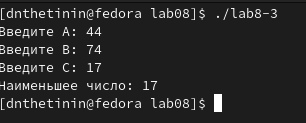 [dnthetinin@fedora lab08]$ ./lab8-3
Введите A: 44
Введите B: 74
Введите C: 17
Наименьшее число: 17
[dnthetinin@fedora lab08]$